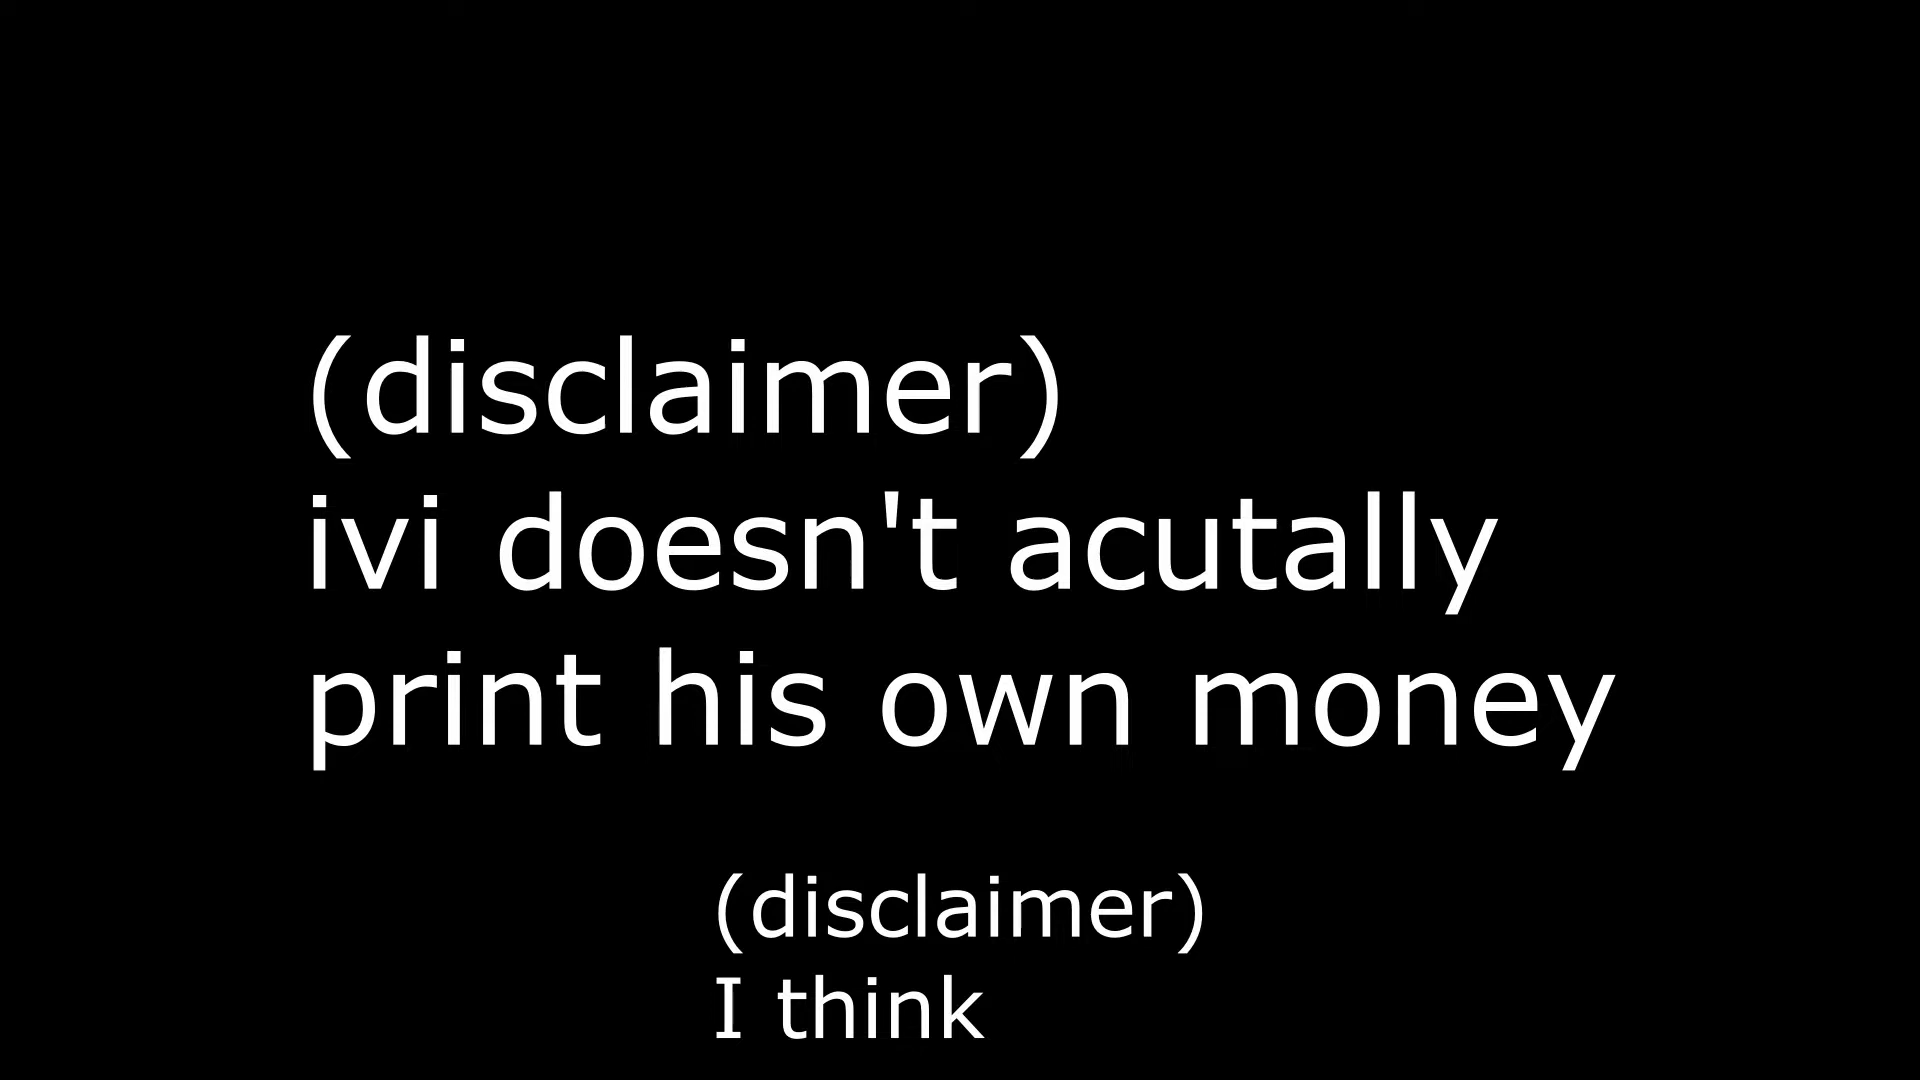 (disclaimer)
ivi doesn't acutally
print his own money
(disclaimer)
I think